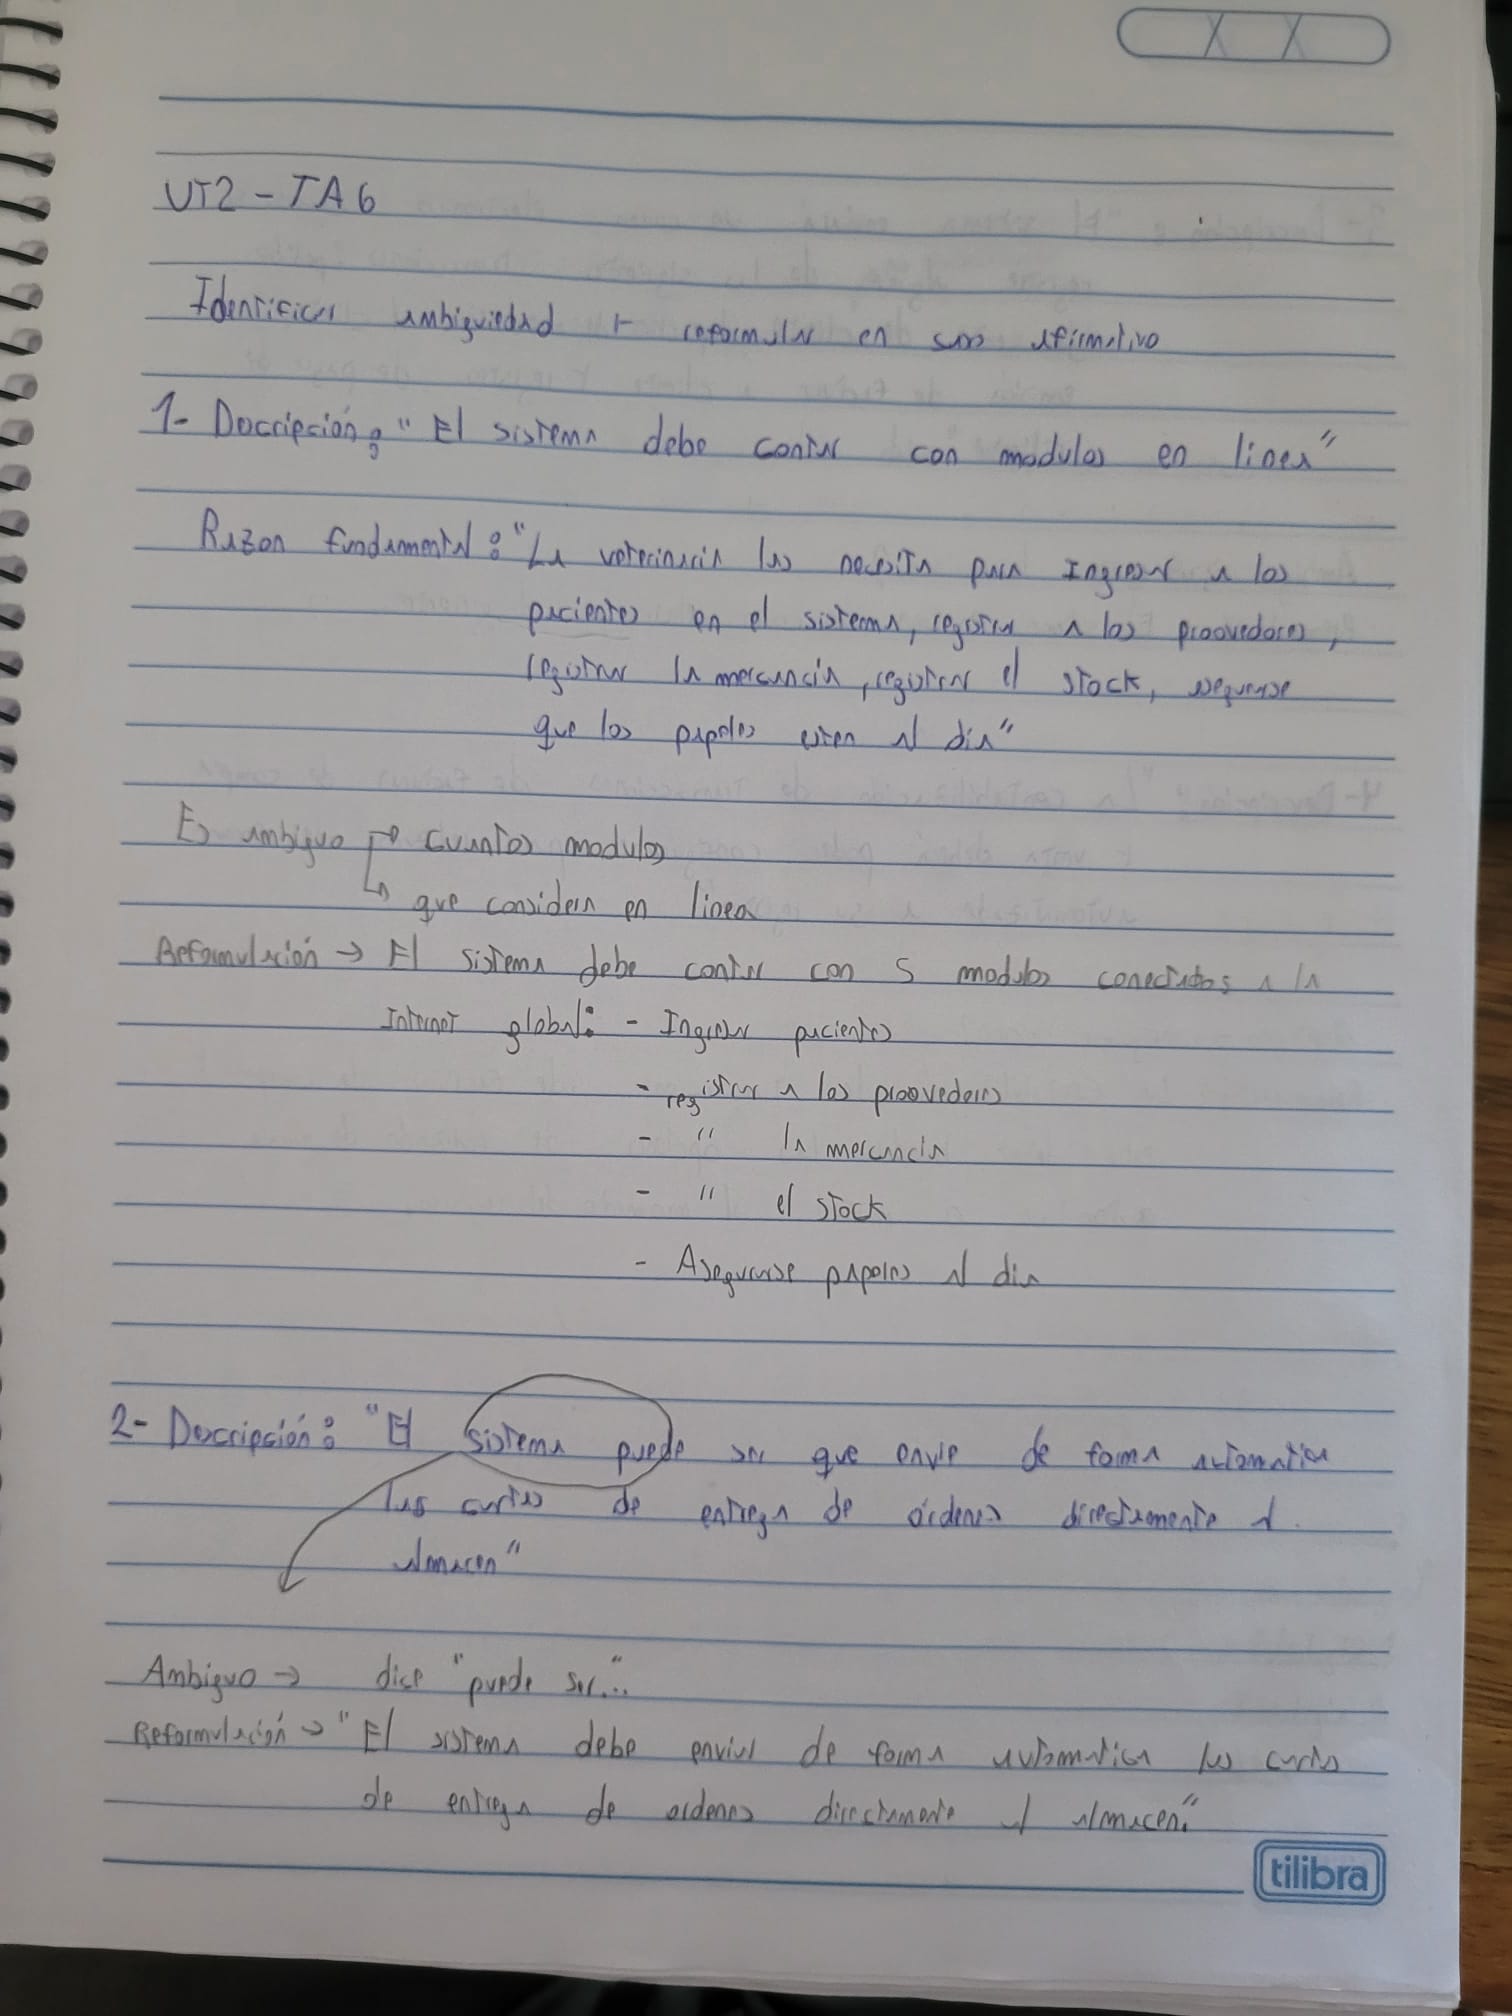 UT2 - TA6
Identificar ambiguedad + reformular en caso afirmativo
1- Descripción: "El sistema debe contar con modulos en linea"
Razon fundamental: "La veterinaria las necesita para Ingresar a los
pacientes en el sistema, registrar a los proovedores,
registrar la mercancia, registrar el stock, asegurarse
que los papeles esten al dia"
Es ambiguo → cuantos modulos
↳ que considera en linea
Reformulación → El sistema debe contar con 5 modulos conectados a la
Internet global: - Ingresar pacientes
- registrar a los proovedores
- " la mercancia
- " el stock
- Asegurarse papeles al dia
2- Descripción: "El sistema puede ser que envie de forma automatica
las cartas de entrega de órdenes directamente al
almacen"
Ambiguo → dice "puede ser..."
Reformulación → "El sistema debe enviar de forma automatica las cartas
de entrega de ordenes directamente al almacen."
tilibra